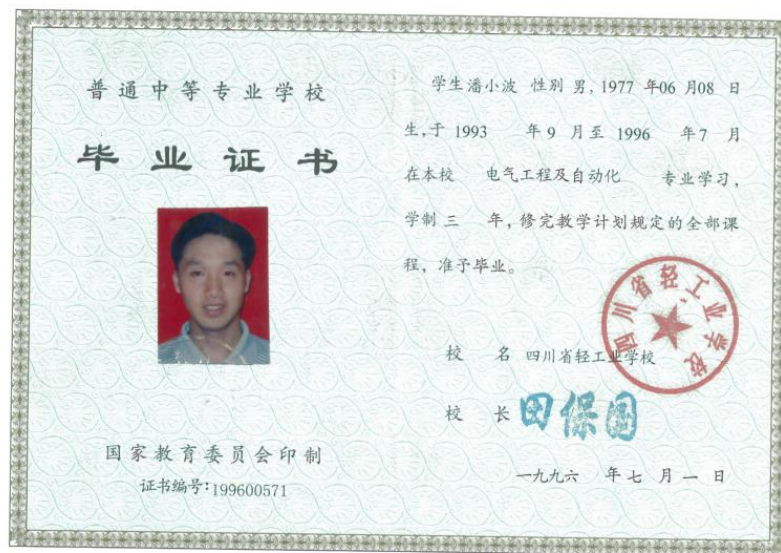 普通中等专业学校
毕业证书
国家教育委员会印制
证书编号:199600571
学生潘小波 性别 男, 1977 年06 月08 日
生,于 1993 年 9 月至 1996 年 7 月
在本校 电气工程及自动化 专业学习,
学制 三 年,修完教学计划规定的全部课
程,准予毕业。
校 名 四川省轻工业学校
校 长 田保国
一九九六 年 七 月 一 日
四川省轻工业学校